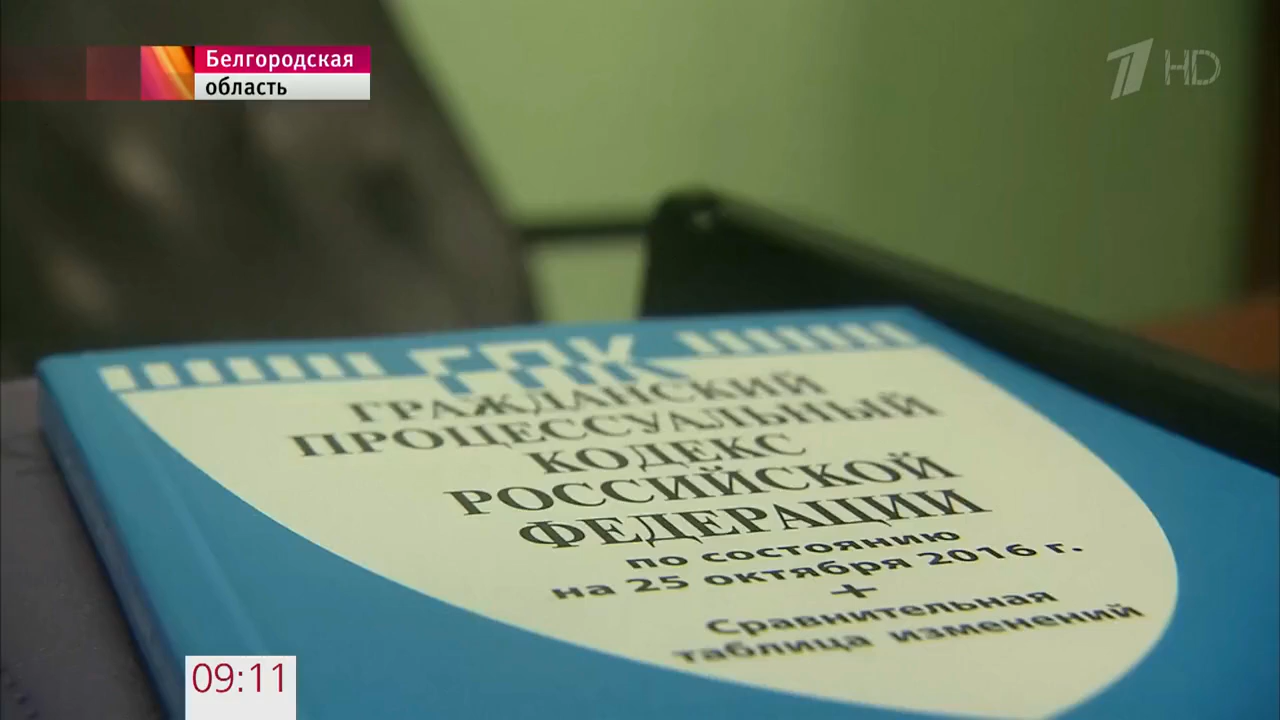 Белгородская
область
1 HD
ГПК
ГРАЖДАНСКИЙ
ПРОЦЕССУАЛЬНЫЙ
КОДЕКС
РОССИЙСКОЙ
ФЕДЕРАЦИИ
по состоянию
на 25 октября 2016 г.
+
Сравнительная
таблица изменений
09:11